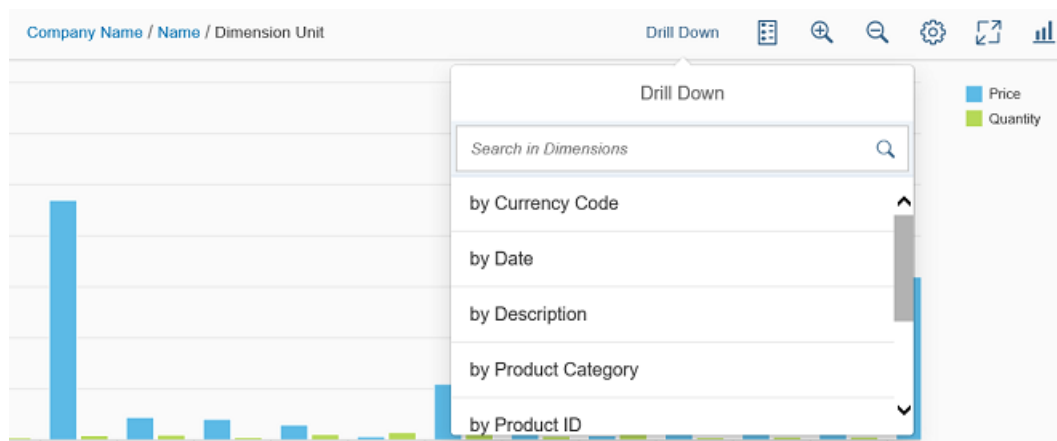 Company Name / Name / Dimension Unit
Drill Down
Drill Down
Search in Dimensions
by Currency Code
by Date
by Description
by Product Category
by Product ID
Price
Quantity